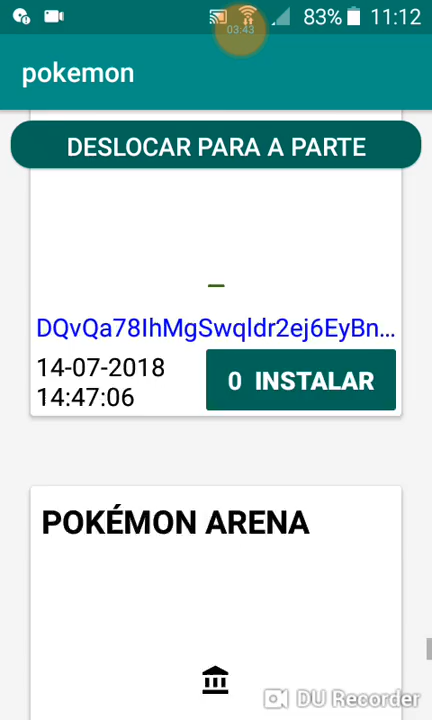 03:43
83%
11:12
pokemon
DESLOCAR PARA A PARTE
DQvQa78IhMgSwqldr2ej6EyBn...
14-07-2018
14:47:06
0 INSTALAR
POKÉMON ARENA
DU Recorder